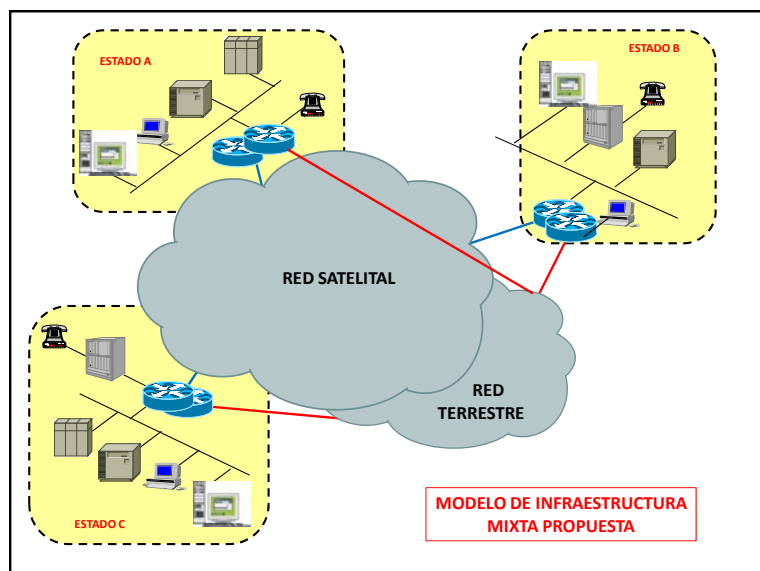 ESTADO A
ESTADO B
RED SATELITAL
RED
TERRESTRE
ESTADO C
MODELO DE INFRAESTRUCTURA
MIXTA PROPUESTA